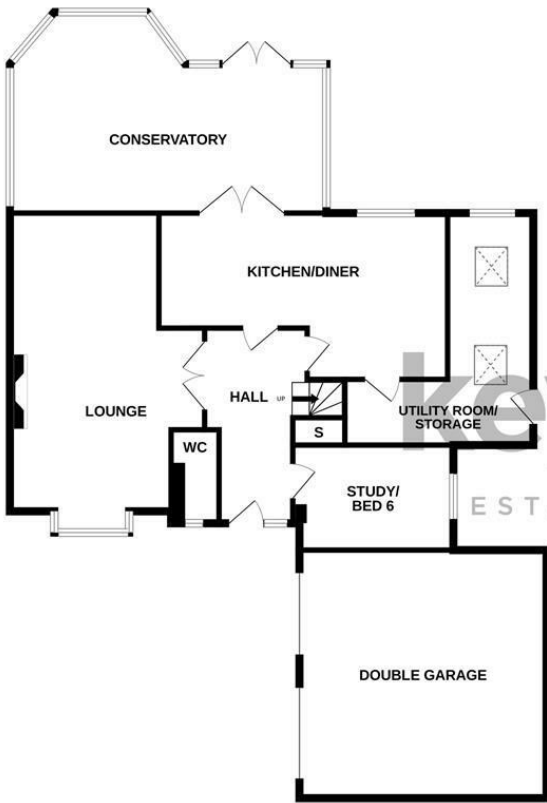 CONSERVATORY
KITCHEN/DINER
LOUNGE
HALL
UP
UTILITY ROOM/
STORAGE
S
WC
STUDY/
BED 6
DOUBLE GARAGE